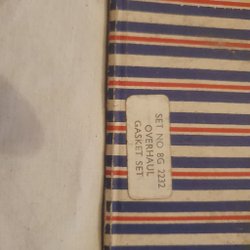 SET NO 8G 2232
OVERHAUL
GASKET SET